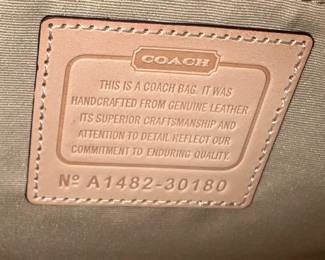 COACH
THIS IS A COACH BAG. IT WAS
HANDCRAFTED FROM GENUINE LEATHER.
ITS SUPERIOR CRAFTSMANSHIP AND
ATTENTION TO DETAIL REFLECT OUR
COMMITMENT TO ENDURING QUALITY.
Nº A1482-30180